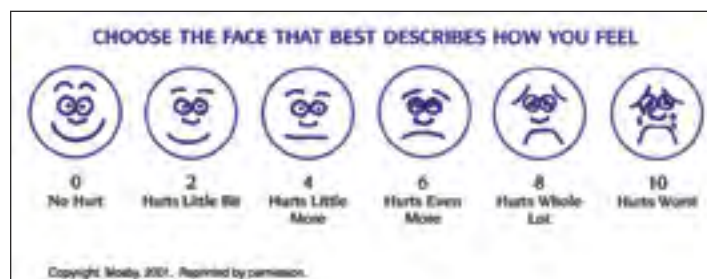 CHOOSE THE FACE THAT BEST DESCRIBES HOW YOU FEEL
0 2 4 6 8 10
No Hurt Hurts Little Bit Hurts Little Hurts Even Hurts Whole Hurts Worst
More More Lot
Copyright Mosby, 2001. Reprinted by permission.